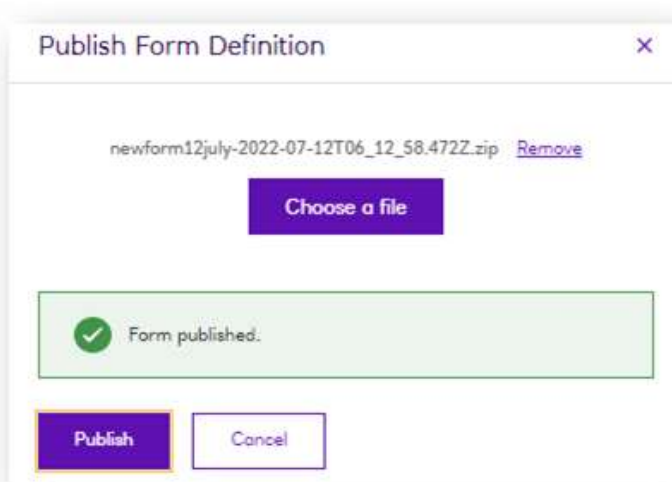 Publish Form Definition
newform12july-2022-07-12T06_12_58.472Z.zip Remove
Choose a file
Form published.
Publish Cancel